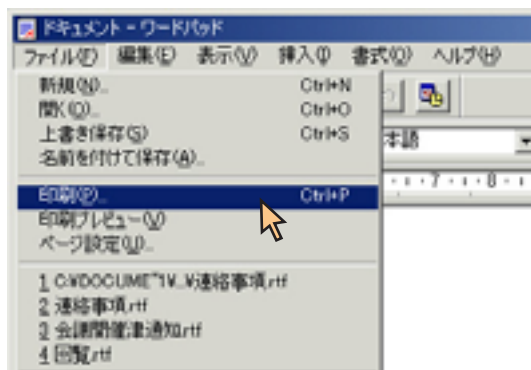 ドキュメント - ワードパッド
ファイル(F) 編集(E) 表示(V) 挿入(I) 書式(O) ヘルプ(H)
新規(N)... Ctrl+N
開く(O)... Ctrl+O
上書き保存(S) Ctrl+S
名前を付けて保存(A)...
本語
印刷(P)... Ctrl+P
7 8
印刷プレビュー(V)
ページ設定(U)...
1 C:¥DOCUME~1¥...¥連絡事項.rtf
2 連絡事項.rtf
3 会議開催通知.rtf
4 回覧.rtf